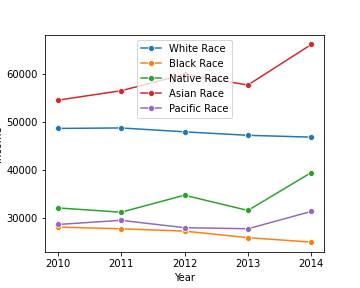 White Race
Black Race
Native Race
Asian Race
Pacific Race
60000
50000
40000
30000
2010
2011
2012
2013
2014
Year